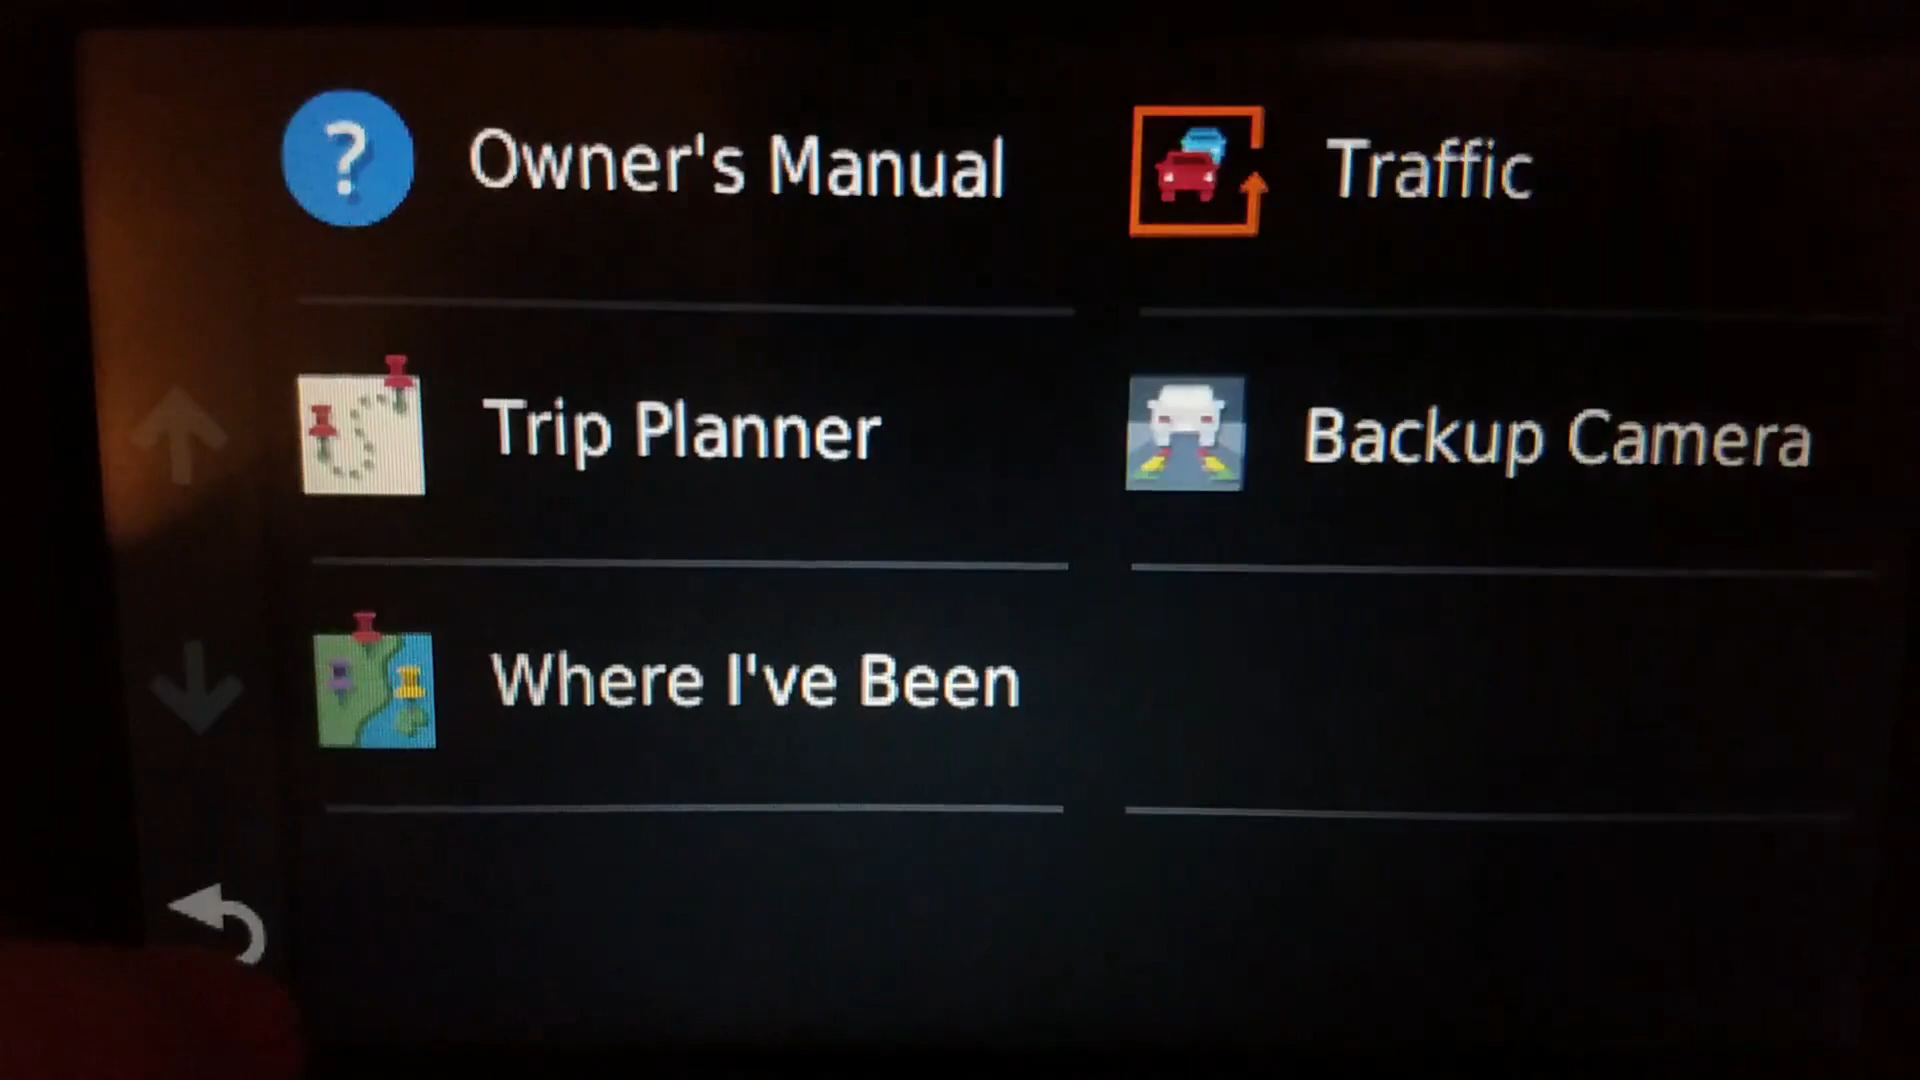 Owner's Manual
Traffic
Trip Planner
Backup Camera
Where I've Been